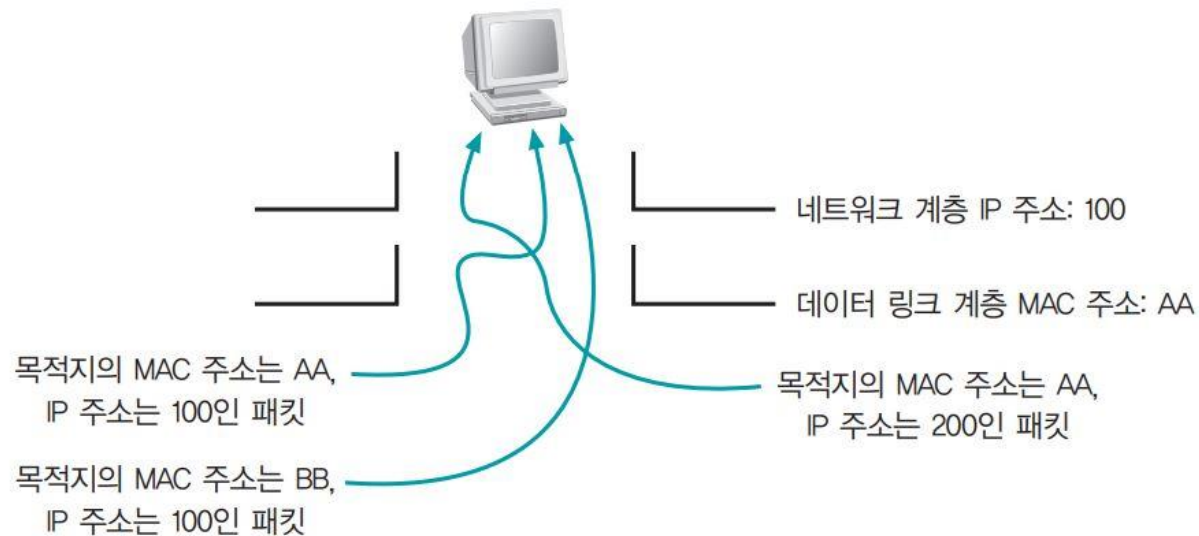 네트워크 계층 IP 주소: 100
데이터 링크 계층 MAC 주소: AA
목적지의 MAC 주소는 AA,
IP 주소는 100인 패킷
목적지의 MAC 주소는 AA,
IP 주소는 200인 패킷
목적지의 MAC 주소는 BB,
IP 주소는 100인 패킷